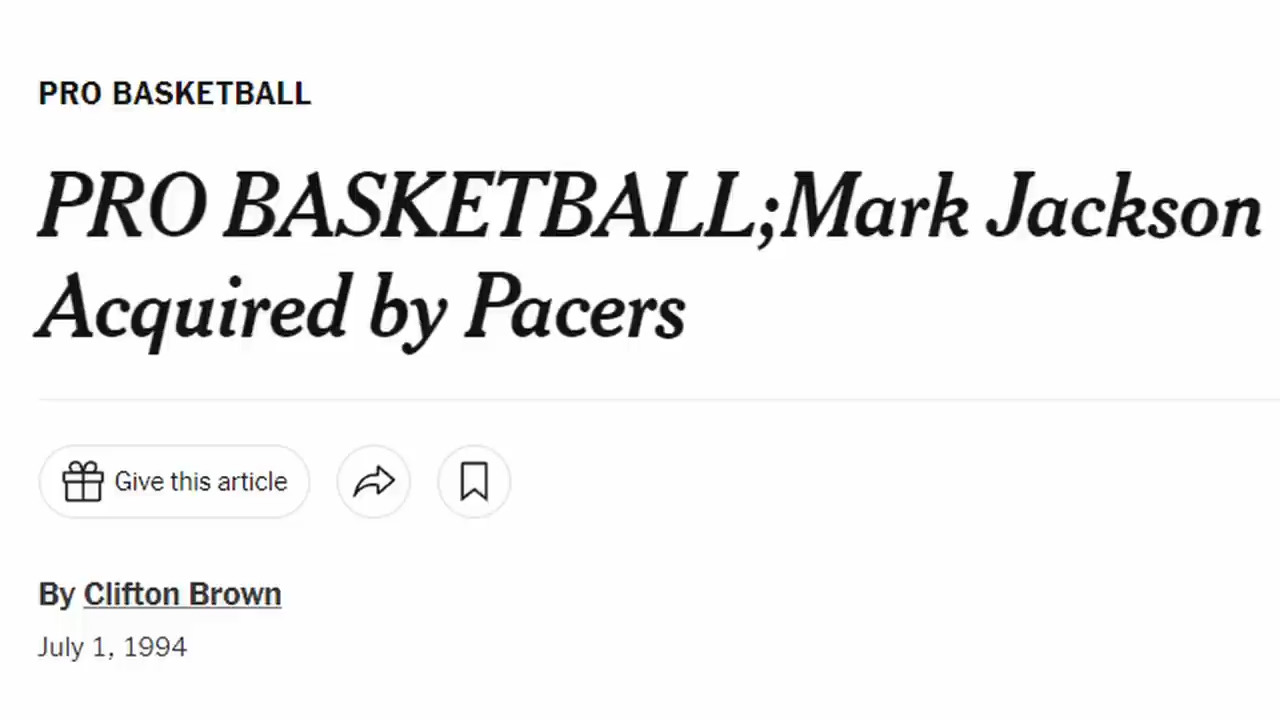 PRO BASKETBALL
PRO BASKETBALL;Mark Jackson
Acquired by Pacers
Give this article
By Clifton Brown
July 1, 1994